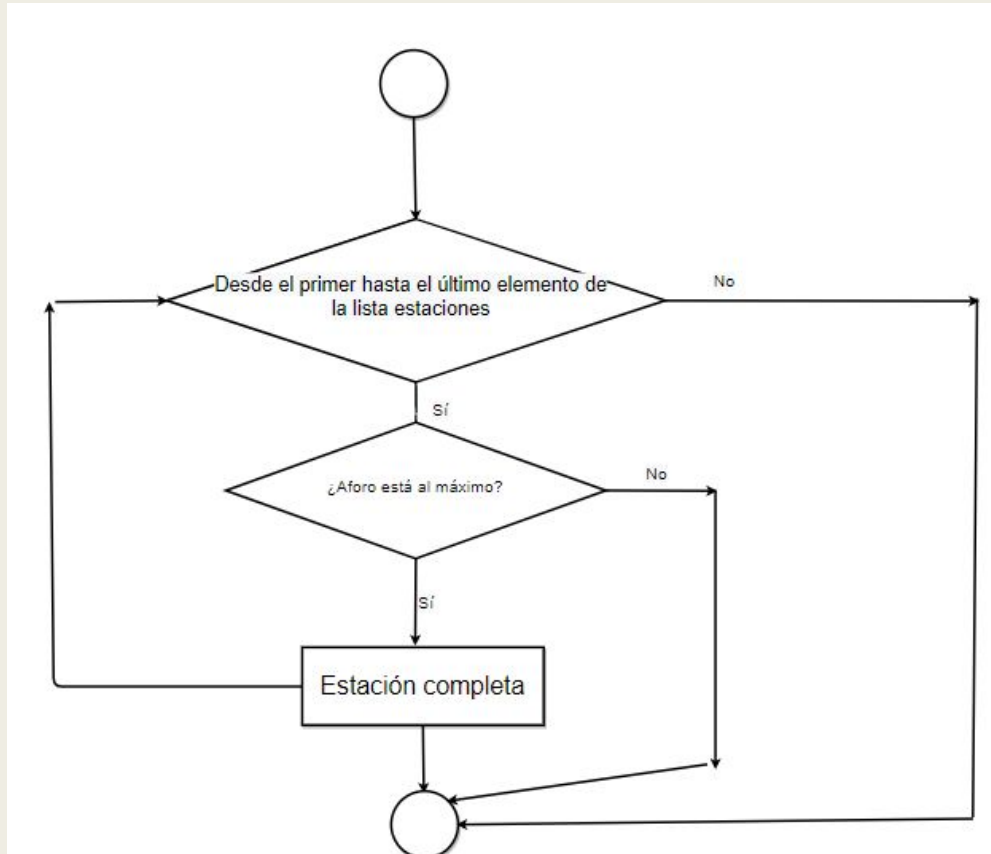 Desde el primer hasta el último elemento de
la lista estaciones
No
Sí
¿Aforo está al máximo?
No
Sí
Estación completa